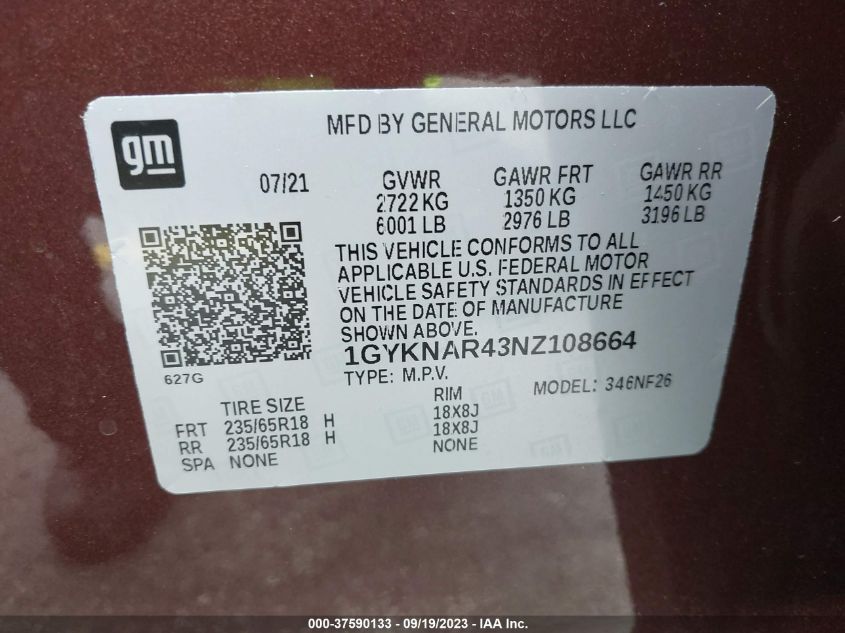 gm
MFD BY GENERAL MOTORS LLC
07/21 GVWR GAWR FRT GAWR RR
2722 KG 1350 KG 1450 KG
6001 LB 2976 LB 3196 LB
THIS VEHICLE CONFORMS TO ALL
APPLICABLE U.S. FEDERAL MOTOR
VEHICLE SAFETY STANDARDS IN EFFECT
ON THE DATE OF MANUFACTURE
SHOWN ABOVE.
1GYKNAR43NZ108664
627G
TYPE: M.P.V. MODEL: 346NF26
TIRE SIZE RIM
FRT 235/65R18 H 18X8J
RR 235/65R18 H 18X8J
SPA NONE NONE
000-37590133 - 09/19/2023 - IAA Inc.